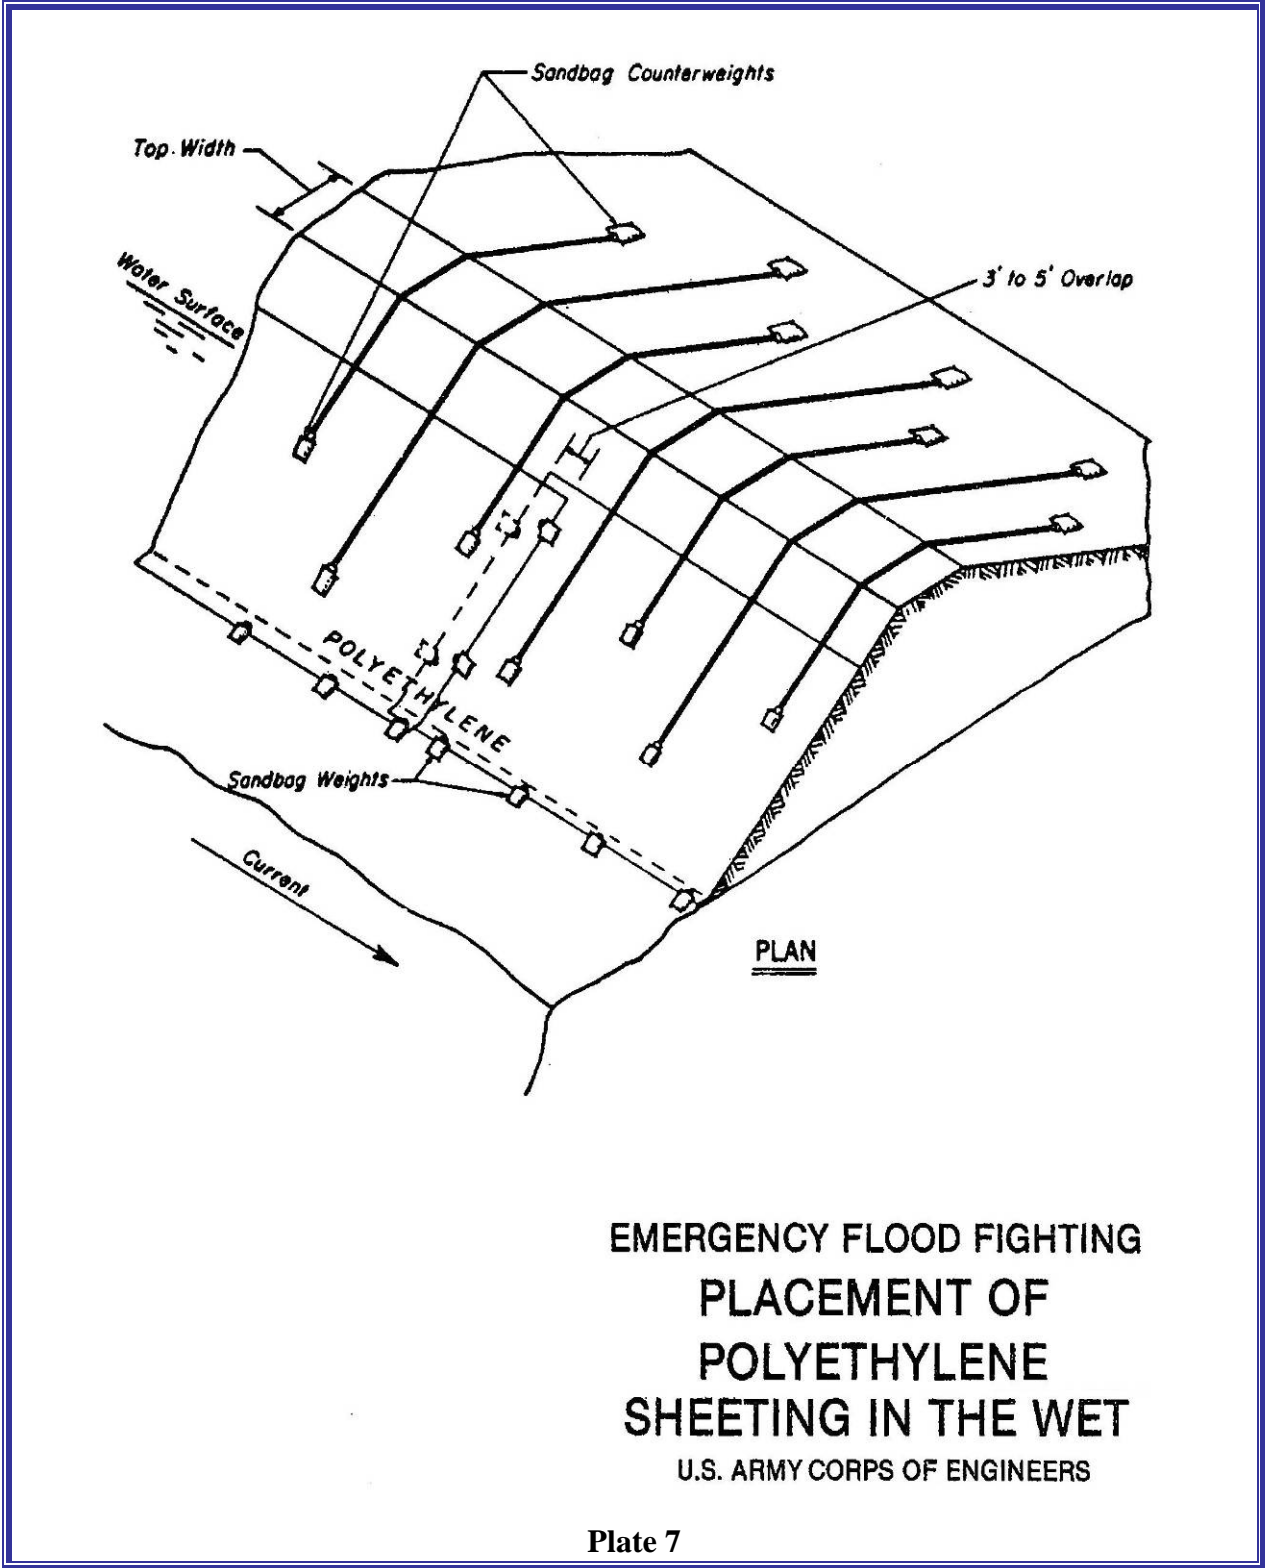 Sandbag Counterweights
Top Width
Water Surface
3' to 5' Overlap
POLYETHYLENE
Sandbag Weights
Current
PLAN
EMERGENCY FLOOD FIGHTING
PLACEMENT OF
POLYETHYLENE
SHEETING IN THE WET
U.S. ARMY CORPS OF ENGINEERS
Plate 7